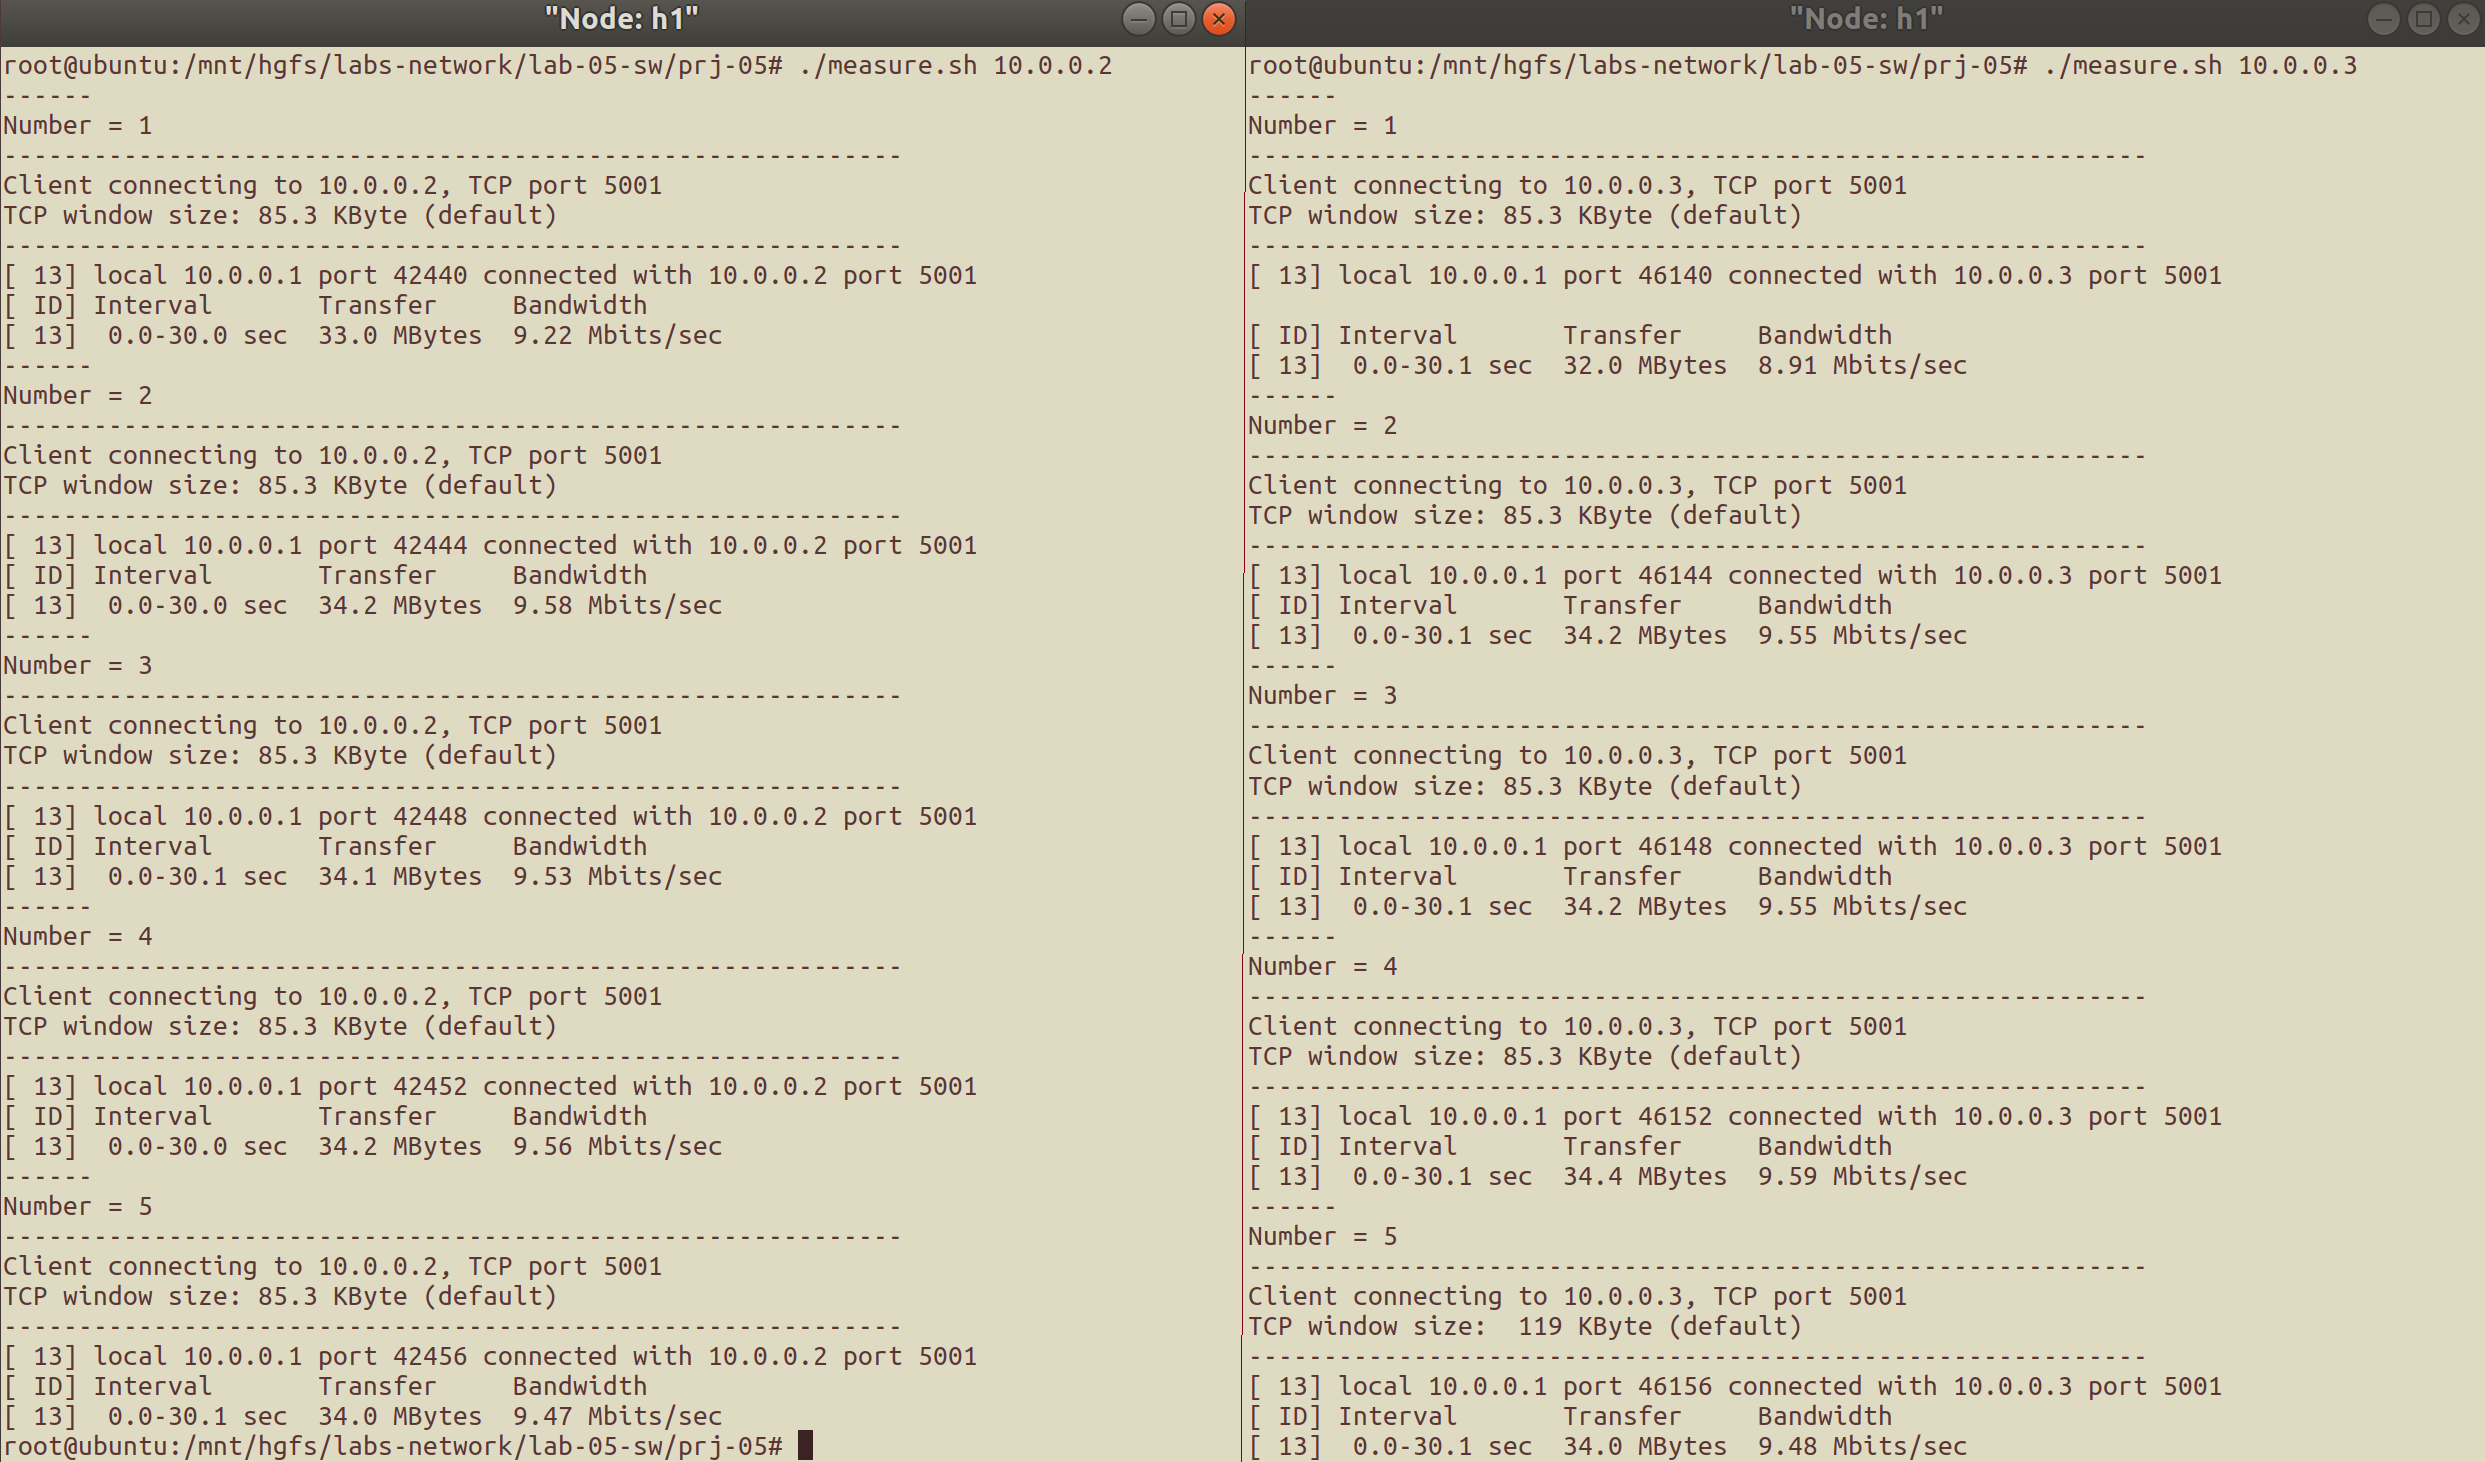 "Node: h1"
root@ubuntu:/mnt/hgfs/labs-network/lab-05-sw/prj-05# ./measure.sh 10.0.0.2
------
Number = 1
------------------------------------------------------------
Client connecting to 10.0.0.2, TCP port 5001
TCP window size: 85.3 KByte (default)
------------------------------------------------------------
[ 13] local 10.0.0.1 port 42440 connected with 10.0.0.2 port 5001
[ ID] Interval       Transfer     Bandwidth
[ 13]  0.0-30.0 sec  33.0 MBytes  9.22 Mbits/sec
------
Number = 2
------------------------------------------------------------
Client connecting to 10.0.0.2, TCP port 5001
TCP window size: 85.3 KByte (default)
------------------------------------------------------------
[ 13] local 10.0.0.1 port 42444 connected with 10.0.0.2 port 5001
[ ID] Interval       Transfer     Bandwidth
[ 13]  0.0-30.0 sec  34.2 MBytes  9.58 Mbits/sec
------
Number = 3
------------------------------------------------------------
Client connecting to 10.0.0.2, TCP port 5001
TCP window size: 85.3 KByte (default)
------------------------------------------------------------
[ 13] local 10.0.0.1 port 42448 connected with 10.0.0.2 port 5001
[ ID] Interval       Transfer     Bandwidth
[ 13]  0.0-30.1 sec  34.1 MBytes  9.53 Mbits/sec
------
Number = 4
------------------------------------------------------------
Client connecting to 10.0.0.2, TCP port 5001
TCP window size: 85.3 KByte (default)
------------------------------------------------------------
[ 13] local 10.0.0.1 port 42452 connected with 10.0.0.2 port 5001
[ ID] Interval       Transfer     Bandwidth
[ 13]  0.0-30.0 sec  34.2 MBytes  9.56 Mbits/sec
------
Number = 5
------------------------------------------------------------
Client connecting to 10.0.0.2, TCP port 5001
TCP window size: 85.3 KByte (default)
------------------------------------------------------------
[ 13] local 10.0.0.1 port 42456 connected with 10.0.0.2 port 5001
[ ID] Interval       Transfer     Bandwidth
[ 13]  0.0-30.1 sec  34.0 MBytes  9.47 Mbits/sec
root@ubuntu:/mnt/hgfs/labs-network/lab-05-sw/prj-05#
"Node: h1"
root@ubuntu:/mnt/hgfs/labs-network/lab-05-sw/prj-05# ./measure.sh 10.0.0.3
------
Number = 1
------------------------------------------------------------
Client connecting to 10.0.0.3, TCP port 5001
TCP window size: 85.3 KByte (default)
------------------------------------------------------------
[ 13] local 10.0.0.1 port 46140 connected with 10.0.0.3 port 5001
[ ID] Interval       Transfer     Bandwidth
[ 13]  0.0-30.1 sec  32.0 MBytes  8.91 Mbits/sec
------
Number = 2
------------------------------------------------------------
Client connecting to 10.0.0.3, TCP port 5001
TCP window size: 85.3 KByte (default)
------------------------------------------------------------
[ 13] local 10.0.0.1 port 46144 connected with 10.0.0.3 port 5001
[ ID] Interval       Transfer     Bandwidth
[ 13]  0.0-30.1 sec  34.2 MBytes  9.55 Mbits/sec
------
Number = 3
------------------------------------------------------------
Client connecting to 10.0.0.3, TCP port 5001
TCP window size: 85.3 KByte (default)
------------------------------------------------------------
[ 13] local 10.0.0.1 port 46148 connected with 10.0.0.3 port 5001
[ ID] Interval       Transfer     Bandwidth
[ 13]  0.0-30.1 sec  34.2 MBytes  9.55 Mbits/sec
------
Number = 4
------------------------------------------------------------
Client connecting to 10.0.0.3, TCP port 5001
TCP window size: 85.3 KByte (default)
------------------------------------------------------------
[ 13] local 10.0.0.1 port 46152 connected with 10.0.0.3 port 5001
[ ID] Interval       Transfer     Bandwidth
[ 13]  0.0-30.1 sec  34.4 MBytes  9.59 Mbits/sec
------
Number = 5
------------------------------------------------------------
Client connecting to 10.0.0.3, TCP port 5001
TCP window size:  119 KByte (default)
------------------------------------------------------------
[ 13] local 10.0.0.1 port 46156 connected with 10.0.0.3 port 5001
[ ID] Interval       Transfer     Bandwidth
[ 13]  0.0-30.1 sec  34.0 MBytes  9.48 Mbits/sec